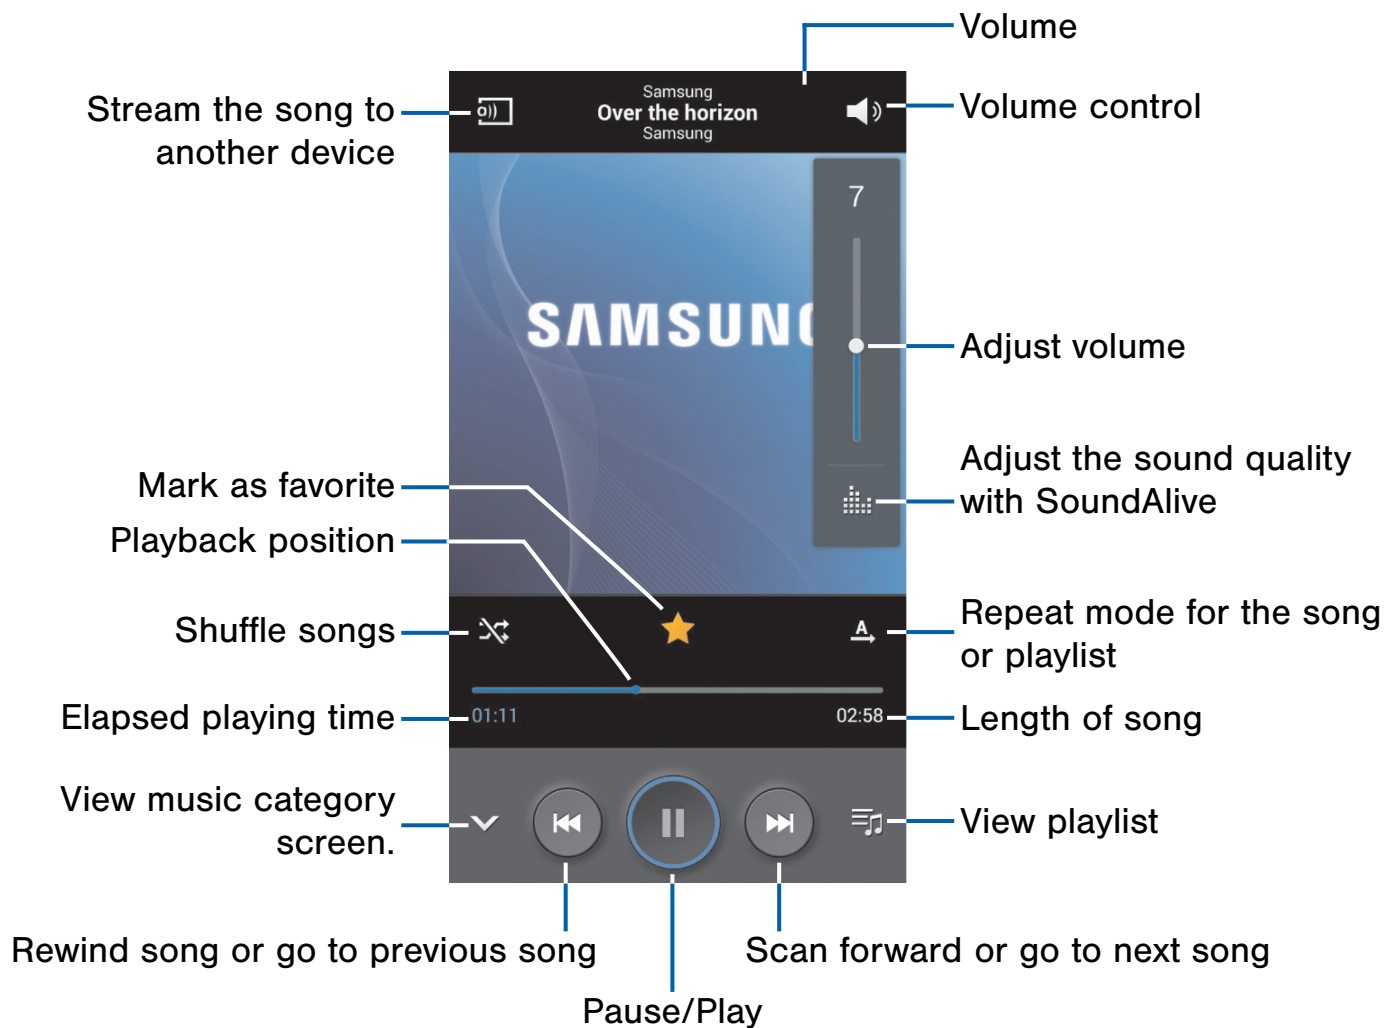 Volume
Stream the song to
another device
Samsung
Over the horizon
Samsung
Volume control
7
SAMSUNG
Adjust volume
Adjust the sound quality
with SoundAlive
Mark as favorite
Playback position
Shuffle songs
A
Repeat mode for the song
or playlist
Elapsed playing time
01:11
02:58
Length of song
View music category
screen.
View playlist
Rewind song or go to previous song
Scan forward or go to next song
Pause/Play